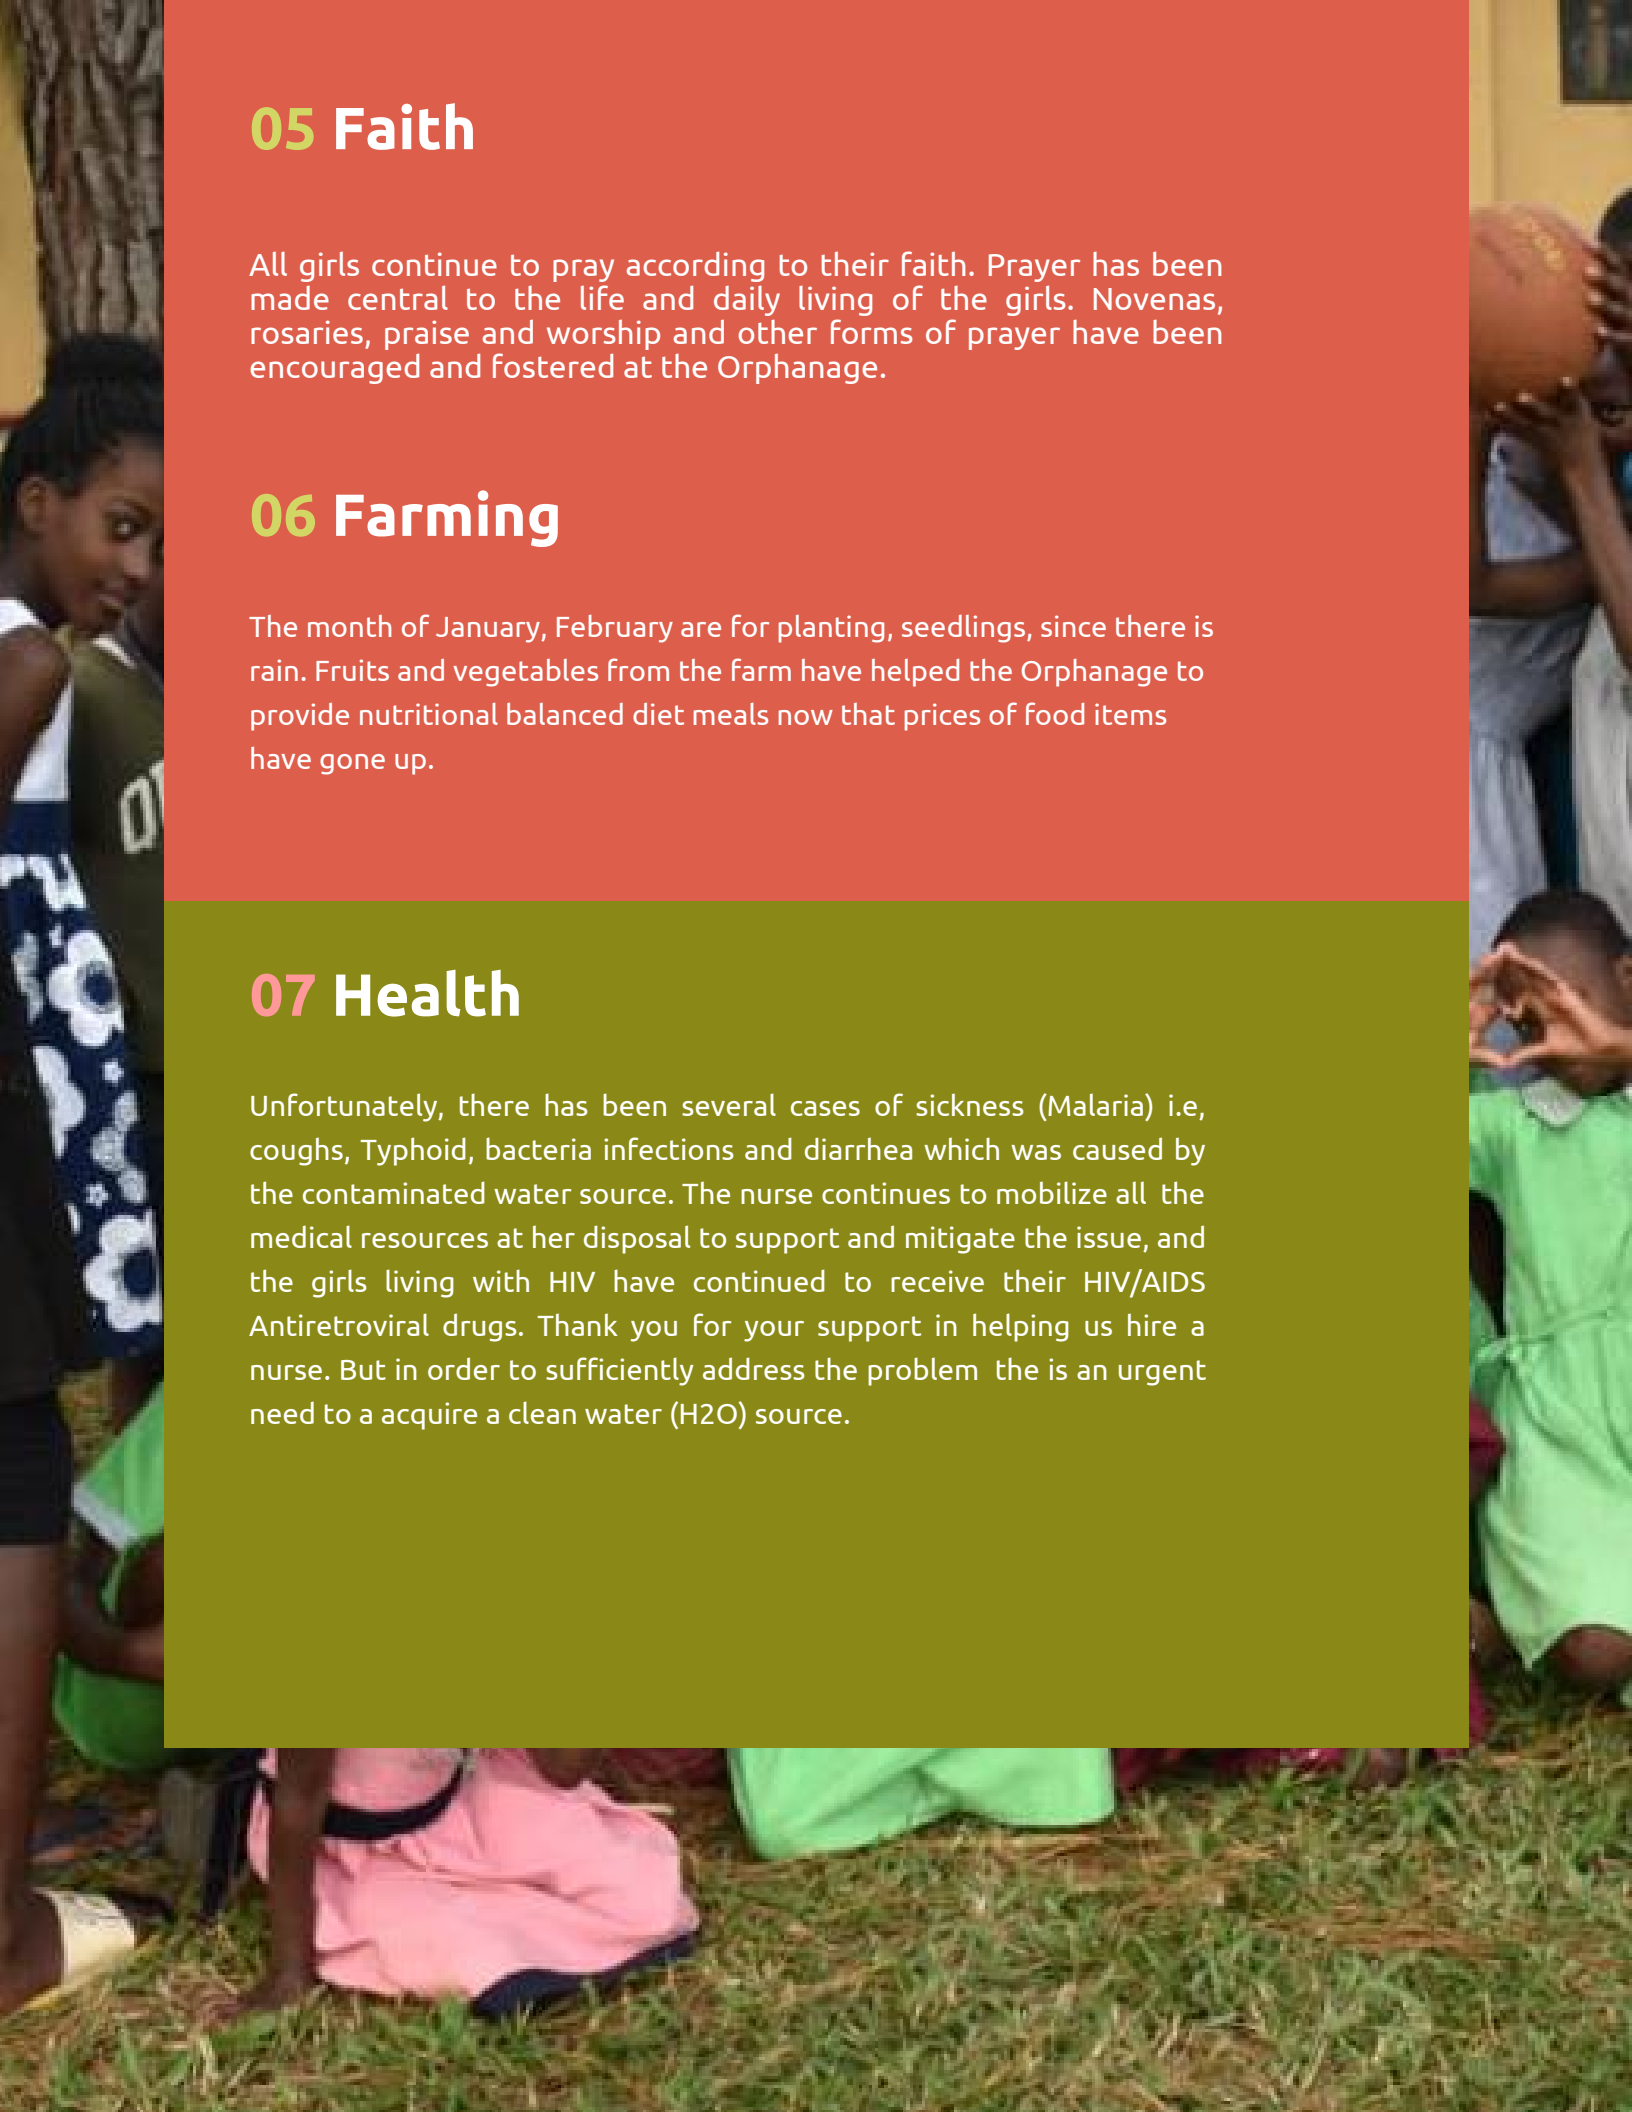 05 Faith
All girls continue to pray according to their faith. Prayer has been
made central to the life and daily living of the girls. Novenas,
rosaries, praise and worship and other forms of prayer have been
encouraged and fostered at the Orphanage.
06 Farming
The month of January, February are for planting, seedlings, since there is
rain. Fruits and vegetables from the farm have helped the Orphanage to
provide nutritional balanced diet meals now that prices of food items
have gone up.
07 Health
Unfortunately, there has been several cases of sickness (Malaria) i.e,
coughs, Typhoid, bacteria infections and diarrhea which was caused by
the contaminated water source. The nurse continues to mobilize all the
medical resources at her disposal to support and mitigate the issue, and
the girls living with HIV have continued to receive their HIV/AIDS
Antiretroviral drugs. Thank you for your support in helping us hire a
nurse. But in order to sufficiently address the problem the is an urgent
need to a acquire a clean water (H2O) source.